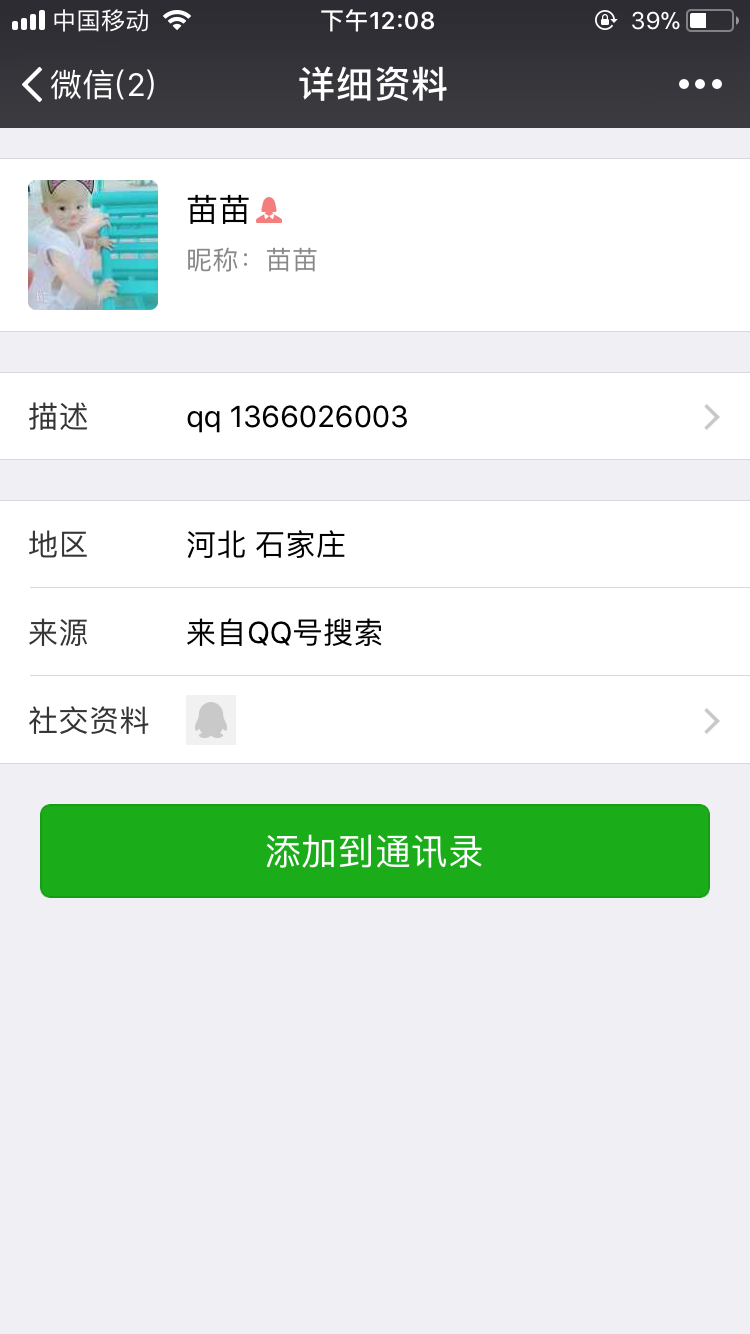 中国移动 下午12:08 39%
微信(2) 详细资料
苗苗
昵称：苗苗
描述 qq 1366026003
地区 河北 石家庄
来源 来自QQ号搜索
社交资料
添加到通讯录